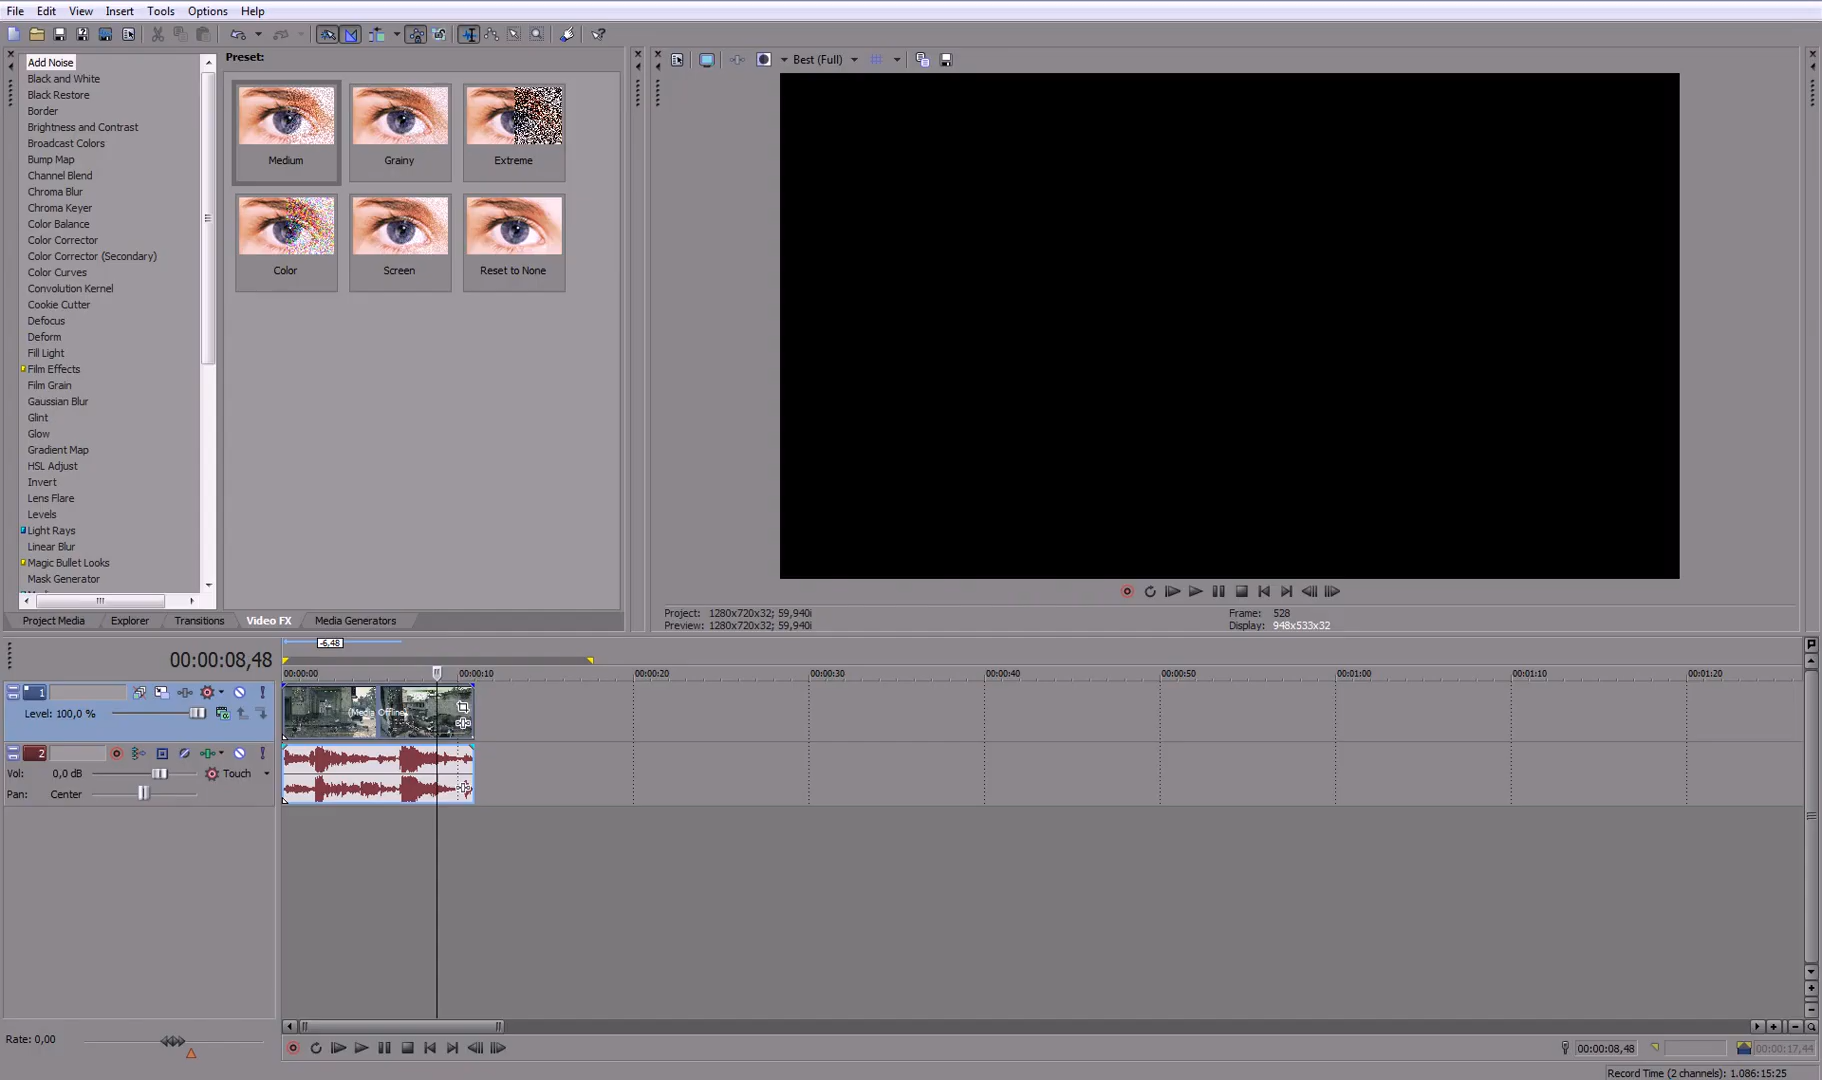 File Edit View Insert Tools Options Help
Preset:
Best (Full)
Add Noise
Black and White
Black Restore
Border
Brightness and Contrast
Broadcast Colors
Bump Map
Channel Blend
Chroma Blur
Chroma Keyer
Color Balance
Color Corrector
Color Corrector (Secondary)
Color Curves
Convolution Kernel
Cookie Cutter
Defocus
Deform
Fill Light
Film Effects
Film Grain
Gaussian Blur
Glint
Glow
Gradient Map
HSL Adjust
Invert
Lens Flare
Levels
Light Rays
Linear Blur
Magic Bullet Looks
Mask Generator
Medium Grainy Extreme
Color Screen Reset to None
Project Media Explorer Transitions Video FX Media Generators
Project: 1280x720x32; 59,940i
Preview: 1280x720x32; 59,940i
Frame: 528
Display: 948x533x32
-6.48
00:00:08,48
00:00:00 00:00:10 00:00:20 00:00:30 00:00:40 00:00:50 00:01:00 00:01:10 00:01:20
1
Level: 100,0 %
(Media Offline)
2
Vol: 0,0 dB Touch
Pan: Center
Rate: 0,00
00:00:08,48 00:00:17,44
Record Time (2 channels): 1.086:15:25